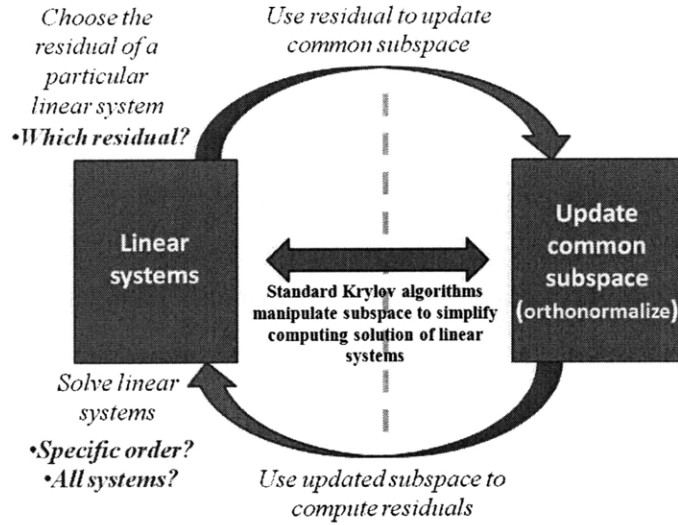 Choose the
residual of a
particular
linear system
•Which residual?
Use residual to update
common subspace
Linear
systems
Update
common
subspace
(orthonormalize)
Standard Krylov algorithms
manipulate subspace to simplify
computing solution of linear
systems
Solve linear
systems
•Specific order?
•All systems?
Use updated subspace to
compute residuals